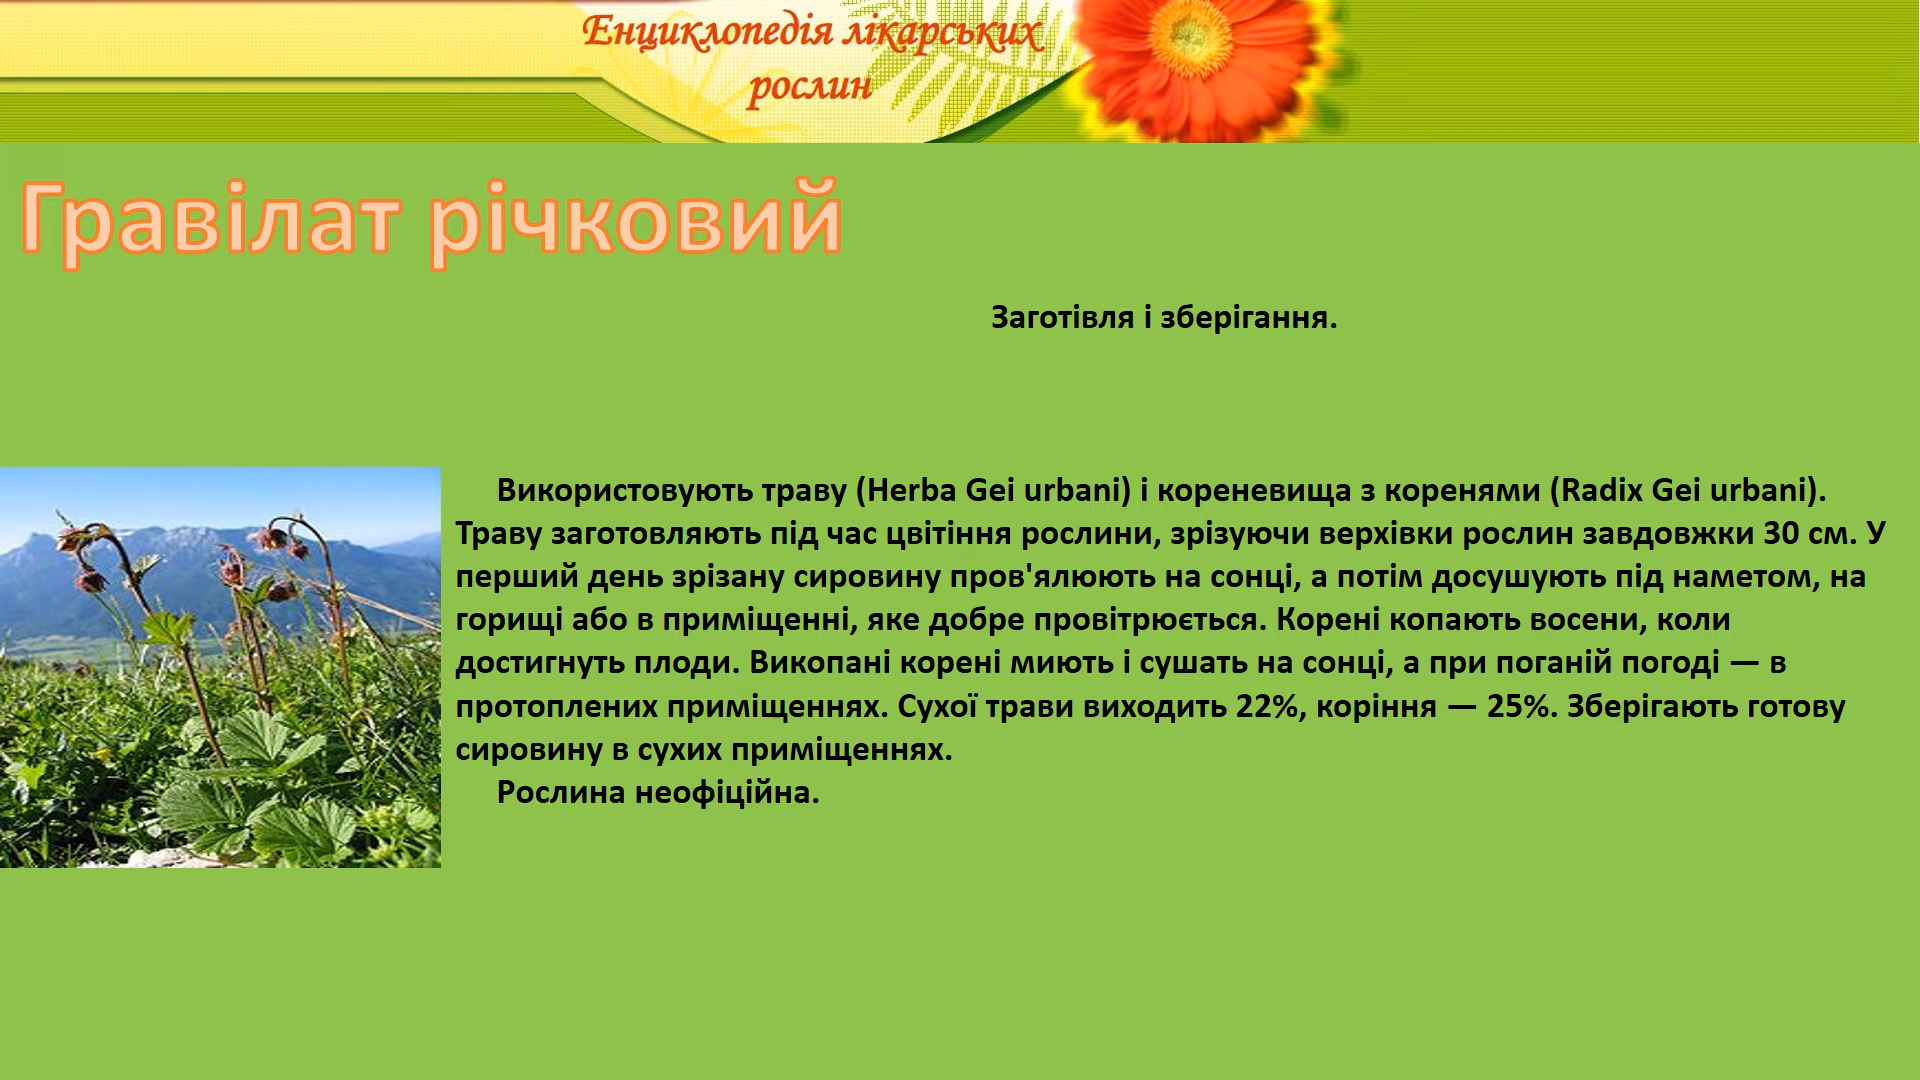 Енциклопедія лікарських
рослин
Гравілат річковий
Заготівля і зберігання.
Використовують траву (Herba Gei urbani) і кореневища з коренями (Radix Gei urbani).
Траву заготовляють під час цвітіння рослини, зрізуючи верхівки рослин завдовжки 30 см. У
перший день зрізану сировину пров'ялюють на сонці, а потім досушують під наметом, на
горищі або в приміщенні, яке добре провітрюється. Корені копають восени, коли
достигнуть плоди. Викопані корені миють і сушать на сонці, а при поганій погоді — в
протоплених приміщеннях. Сухої трави виходить 22%, коріння — 25%. Зберігають готову
сировину в сухих приміщеннях.
Рослина неофіційна.